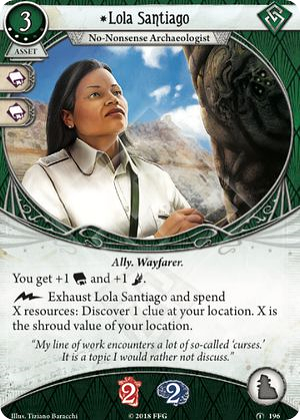 3
*Lola Santiago
ASSET
No-Nonsense Archaeologist
Ally. Wayfarer.
You get +1 and +1 .
Exhaust Lola Santiago and spend
X resources: Discover 1 clue at your location. X is
the shroud value of your location.
"My line of work encounters a lot of so-called ‘curses.’
It is a topic I would rather not discuss."
2 2
Illus. Tiziano Baracchi © 2018 FFG 196